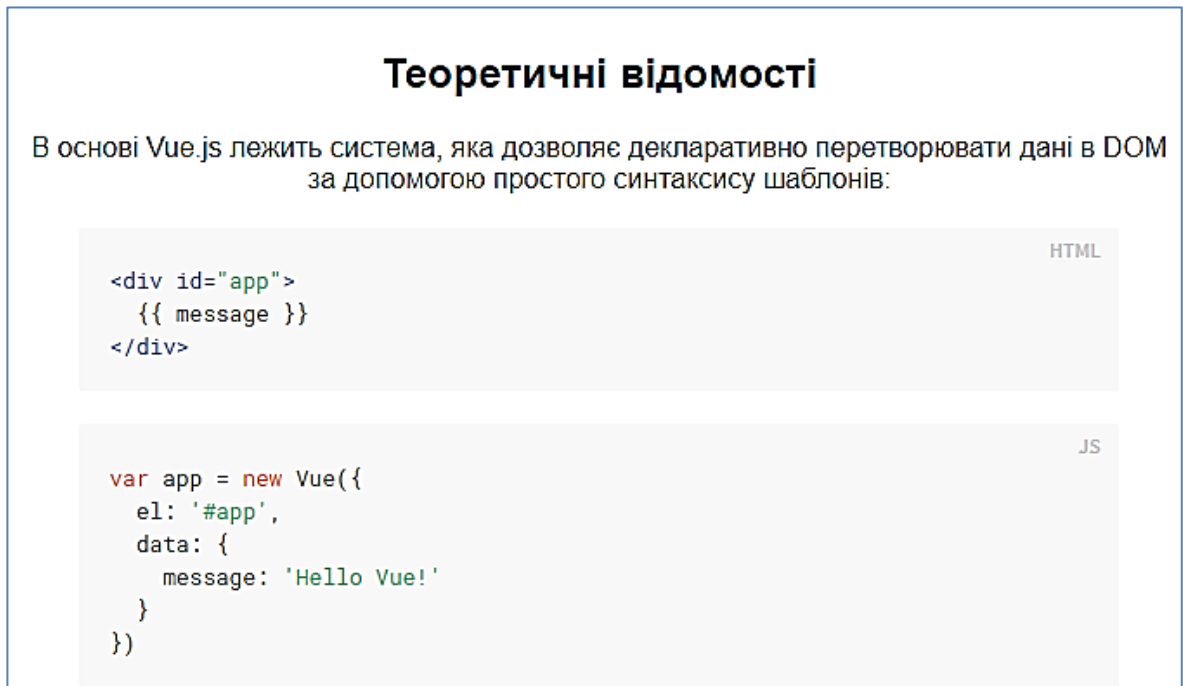 Теоретичні відомості
В основі Vue.js лежить система, яка дозволяє декларативно перетворювати дані в DOM
за допомогою простого синтаксису шаблонів:
HTML
<div id="app">
  {{ message }}
</div>
JS
var app = new Vue({
  el: '#app',
  data: {
    message: 'Hello Vue!'
  }
})